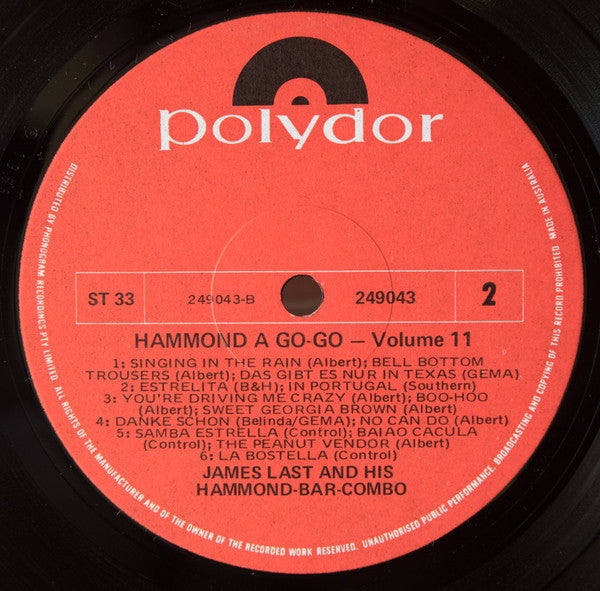 polydor
ST 33
249043-B
249043
2
HAMMOND A GO-GO — Volume 11
1: SINGING IN THE RAIN (Albert); BELL BOTTOM
TROUSERS (Albert); DAS GIBT ES NUR IN TEXAS (GEMA)
2: ESTRELITA (B&H); IN PORTUGAL (Southern)
3: YOU'RE DRIVING ME CRAZY (Albert); BOO-HOO
(Albert); SWEET GEORGIA BROWN (Albert)
4: DANKE SCHON (Belinda/GEMA); NO CAN DO (Albert)
5: SAMBA ESTRELLA (Control); BAIAO CACULA
(Control); THE PEANUT VENDOR (Albert)
6: LA BOSTELLA (Control)
JAMES LAST AND HIS
HAMMOND-BAR-COMBO
DISTRIBUTED BY PHONOGRAM RECORDINGS PTY LIMITED. ALL RIGHTS OF THE MANUFACTURER AND OF THE OWNER OF THE RECORDED WORK RESERVED. UNAUTHORISED PUBLIC PERFORMANCE, BROADCASTING AND COPYING OF THIS RECORD PROHIBITED MADE IN AUSTRALIA